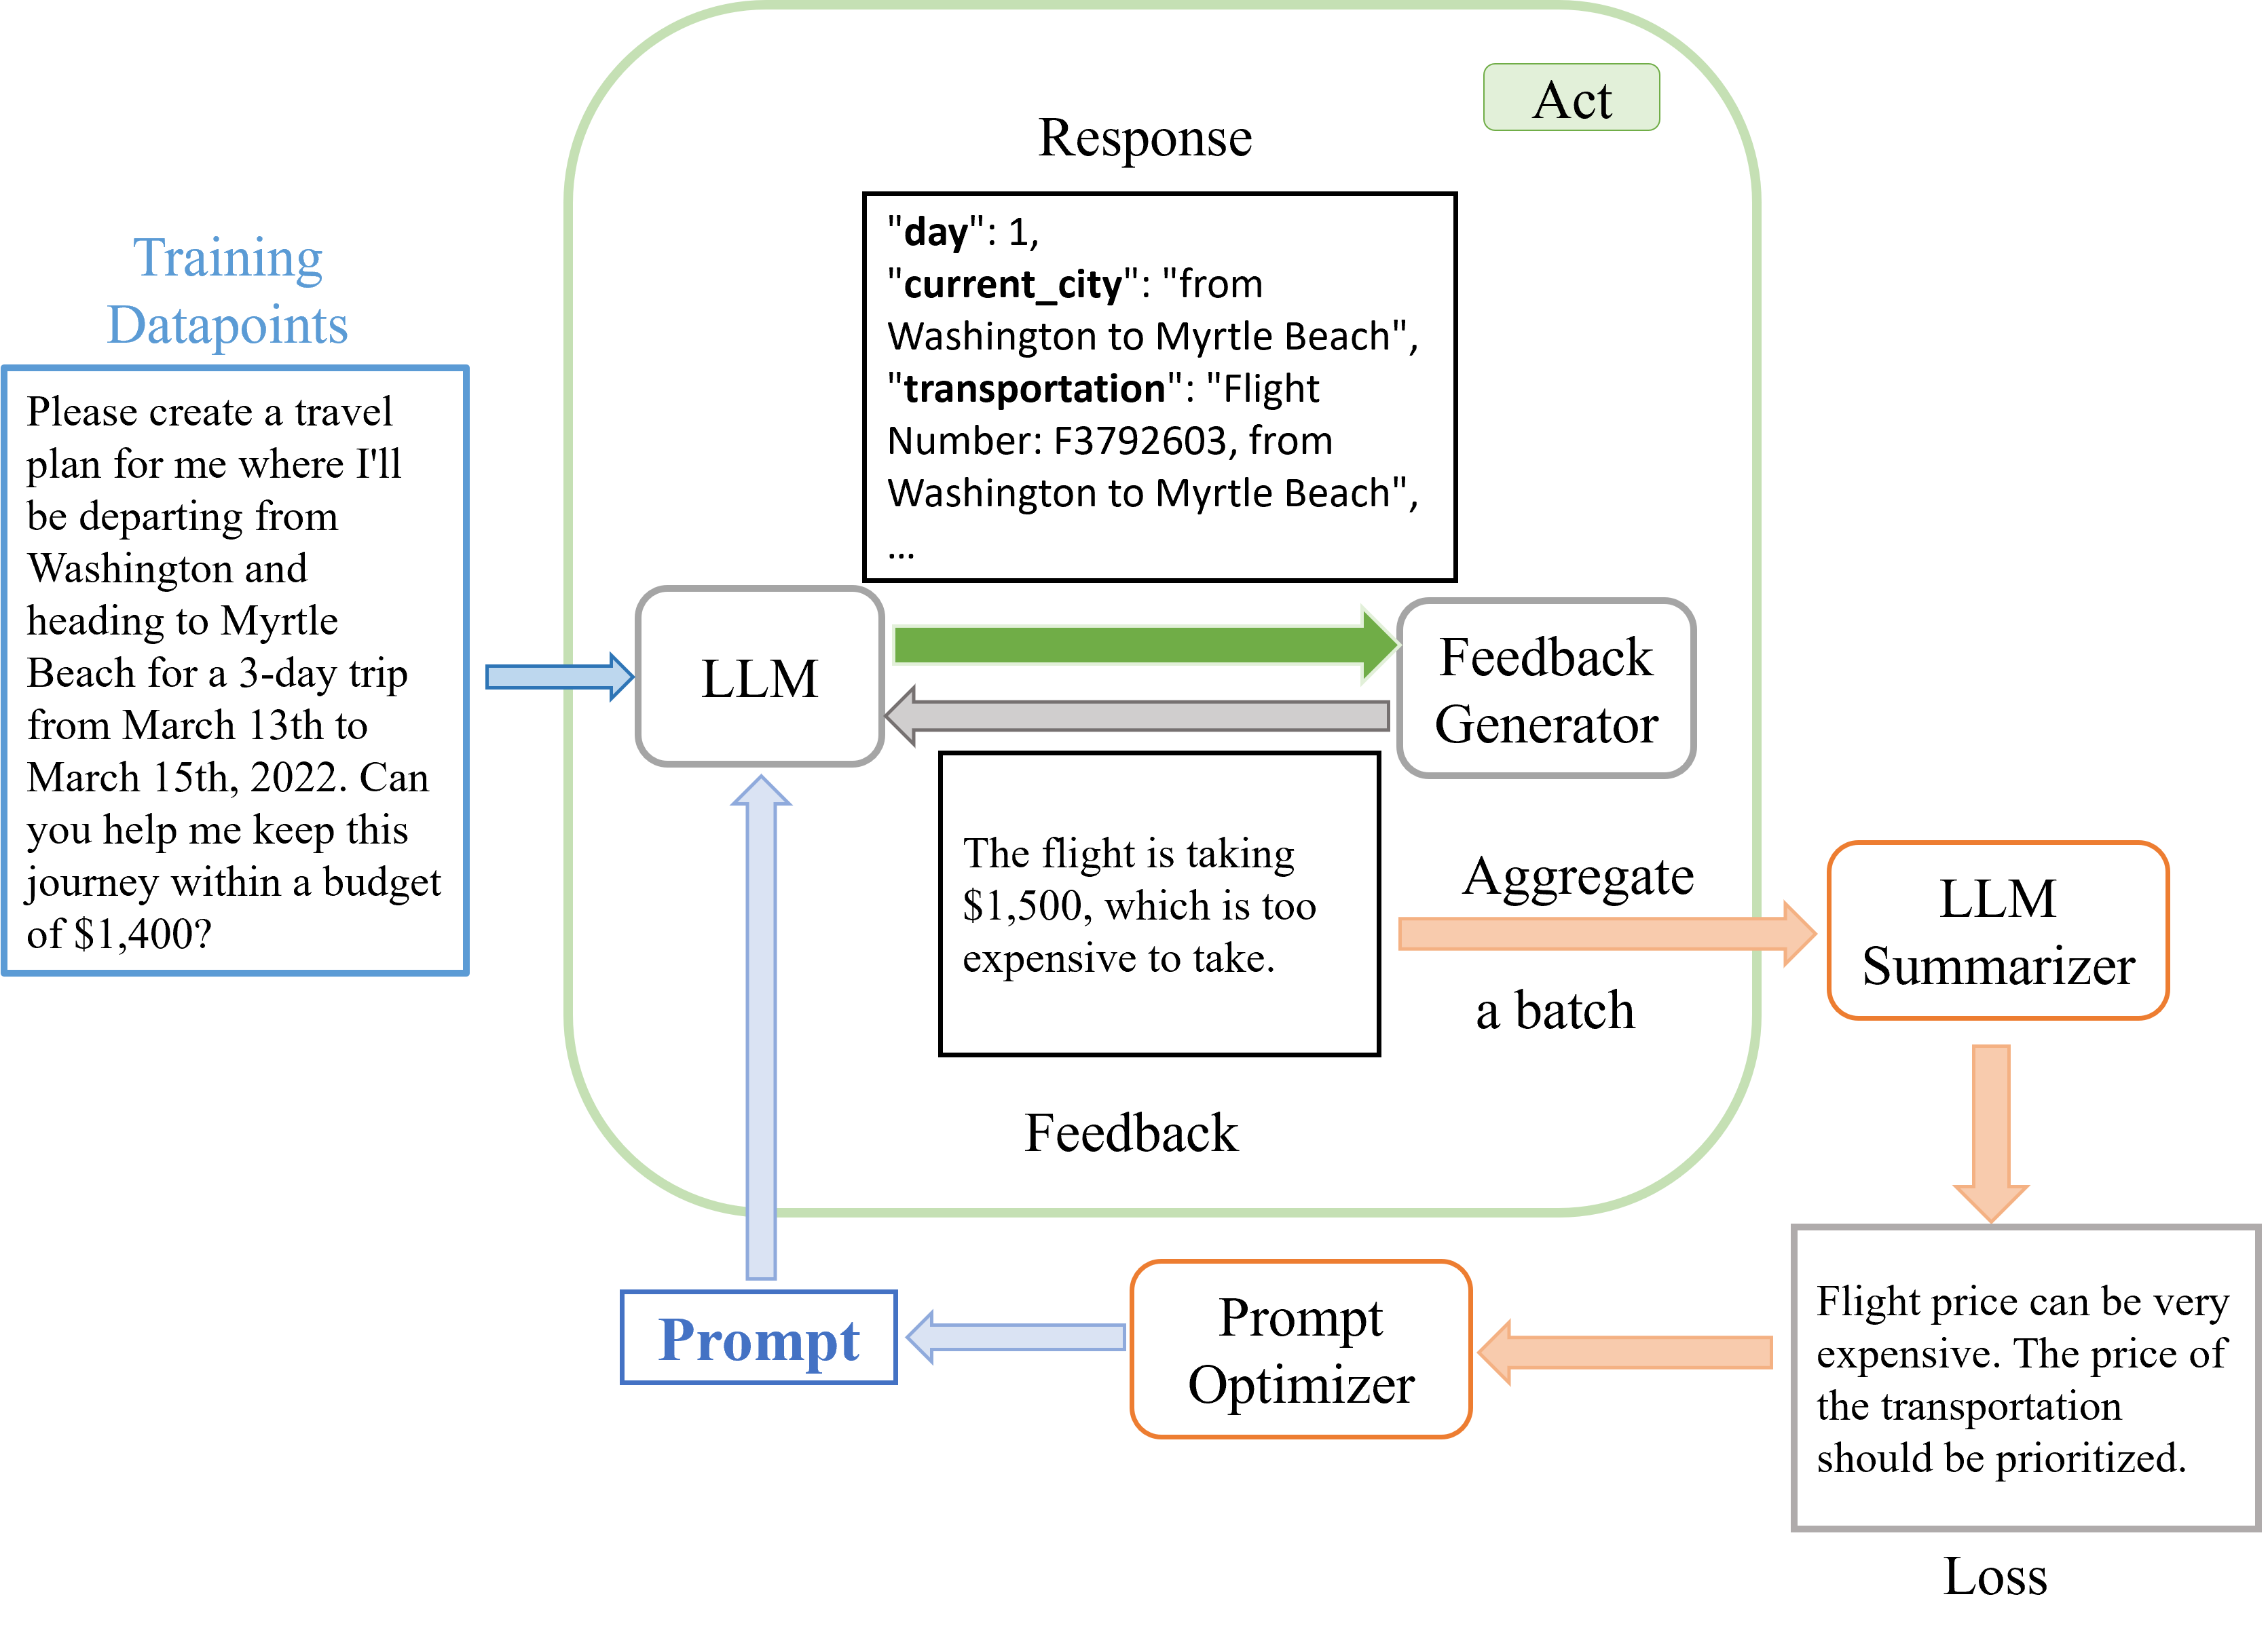 Training
Datapoints
Please create a travel
plan for me where I'll
be departing from
Washington and
heading to Myrtle
Beach for a 3-day trip
from March 13th to
March 15th, 2022. Can
you help me keep this
journey within a budget
of $1,400?
Act
Response
"day": 1,
"current_city": "from
Washington to Myrtle Beach",
"transportation": "Flight
Number: F3792603, from
Washington to Myrtle Beach",
...
LLM
Feedback
Generator
The flight is taking
$1,500, which is too
expensive to take.
Feedback
Aggregate
a batch
LLM
Summarizer
Flight price can be very
expensive. The price of
the transportation
should be prioritized.
Loss
Prompt
Optimizer
Prompt